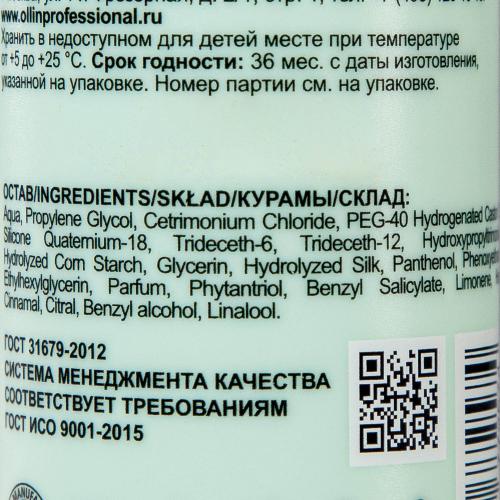 www.ollinprofessional.ru
Хранить в недоступном для детей месте при температуре
от +5 до +25 °С. Срок годности: 36 мес. с даты изготовления,
указанной на упаковке. Номер партии см. на упаковке.
ОСТАВ/INGREDIENTS/SKŁAD/КУРАМЫ/СКЛАД:
Aqua, Propylene Glycol, Cetrimonium Chloride, PEG-40 Hydrogenated
Silicone Quaternium-18, Trideceth-6, Trideceth-12,
Hydrolyzed Corn Starch, Glycerin, Hydrolyzed Silk, Panthenol,
Ethylhexylglycerin, Parfum, Phytantriol, Benzyl Salicylate, Limonene,
Cinnamal, Citral, Benzyl alcohol, Linalool.
ГОСТ 31679-2012
СИСТЕМА МЕНЕДЖМЕНТА КАЧЕСТВА
СООТВЕТСТВУЕТ ТРЕБОВАНИЯМ
ГОСТ ИСО 9001-2015